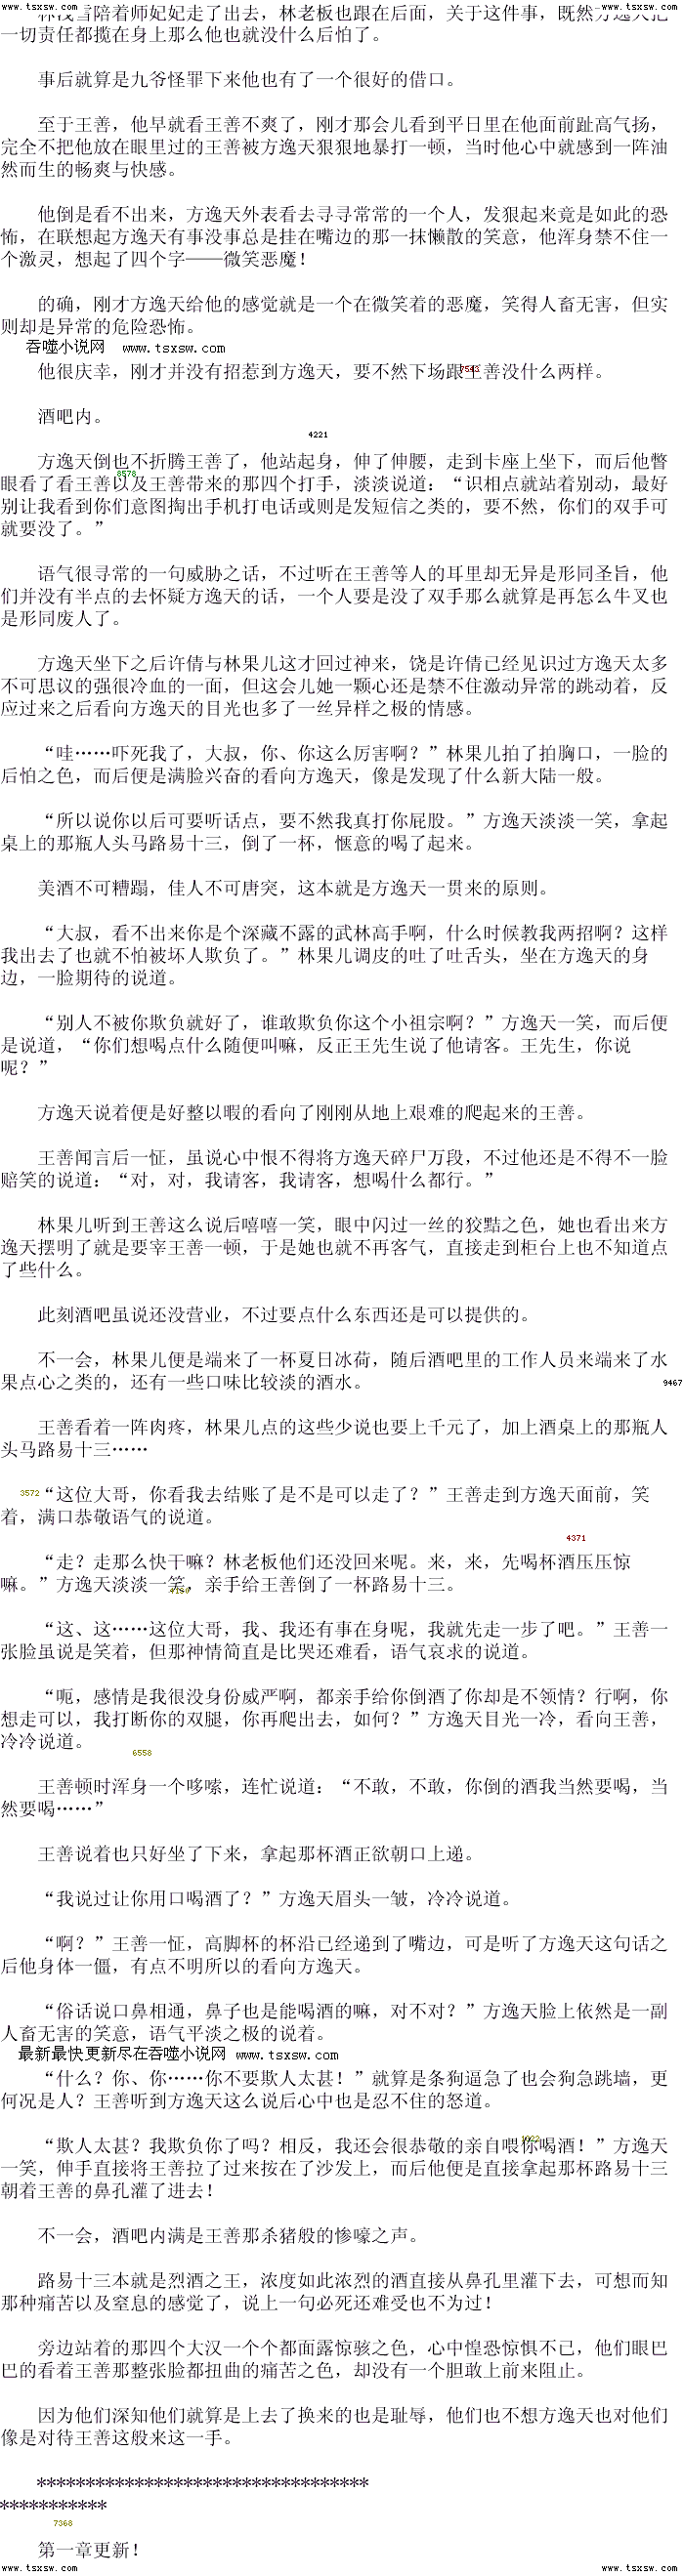 www.tsxsw.com www.tsxsw.com
林浅雪陪着师妃妃走了出去，林老板也跟在后面，关于这件事，既然方逸天把
一切责任都揽在身上那么他也就没什么后怕了。
事后就算是九爷怪罪下来他也有了一个很好的借口。
至于王善，他早就看王善不爽了，刚才那会儿看到平日里在他面前趾高气扬，
完全不把他放在眼里过的王善被方逸天狠狠地暴打一顿，当时他心中就感到一阵油
然而生的畅爽与快感。
他倒是看不出来，方逸天外表看去寻寻常常的一个人，发狠起来竟是如此的恐
怖，在联想起方逸天有事没事总是挂在嘴边的那一抹懒散的笑意，他浑身禁不住一
个激灵，想起了四个字——微笑恶魔！
的确，刚才方逸天给他的感觉就是一个在微笑着的恶魔，笑得人畜无害，但实
则却是异常的危险恐怖。
吞噬小说网 www.tsxsw.com
他很庆幸，刚才并没有招惹到方逸天，要不然下场跟王善没什么两样。
7543
酒吧内。
4221
方逸天倒也不折腾王善了，他站起身，伸了伸腰，走到卡座上坐下，而后他瞥
8578
眼看了看王善以及王善带来的那四个打手，淡淡说道：“识相点就站着别动，最好
别让我看到你们意图掏出手机打电话或则是发短信之类的，要不然，你们的双手可
就要没了。”
语气很寻常的一句威胁之话，不过听在王善等人的耳里却无异是形同圣旨，他
们并没有半点的去怀疑方逸天的话，一个人要是没了双手那么就算是再怎么牛叉也
是形同废人了。
方逸天坐下之后许倩与林果儿这才回过神来，饶是许倩已经见识过方逸天太多
不可思议的强很冷血的一面，但这会儿她一颗心还是禁不住激动异常的跳动着，反
应过来之后看向方逸天的目光也多了一丝异样之极的情感。
“哇……吓死我了，大叔，你、你这么厉害啊？”林果儿拍了拍胸口，一脸的
后怕之色，而后便是满脸兴奋的看向方逸天，像是发现了什么新大陆一般。
“所以说你以后可要听话点，要不然我真打你屁股。”方逸天淡淡一笑，拿起
桌上的那瓶人头马路易十三，倒了一杯，惬意的喝了起来。
美酒不可糟蹋，佳人不可唐突，这本就是方逸天一贯来的原则。
“大叔，看不出来你是个深藏不露的武林高手啊，什么时候教我两招啊？这样
我出去了也就不怕被坏人欺负了。”林果儿调皮的吐了吐舌头，坐在方逸天的身
边，一脸期待的说道。
“别人不被你欺负就好了，谁敢欺负你这个小祖宗啊？”方逸天一笑，而后便
是说道，“你们想喝点什么随便叫嘛，反正王先生说了他请客。王先生，你说
呢？”
方逸天说着便是好整以暇的看向了刚刚从地上艰难的爬起来的王善。
王善闻言后一怔，虽说心中恨不得将方逸天碎尸万段，不过他还是不得不一脸
赔笑的说道：“对，对，我请客，我请客，想喝什么都行。”
林果儿听到王善这么说后嘻嘻一笑，眼中闪过一丝的狡黠之色，她也看出来方
逸天摆明了就是要宰王善一顿，于是她也就不再客气，直接走到柜台上也不知道点
了些什么。
此刻酒吧虽说还没营业，不过要点什么东西还是可以提供的。
不一会，林果儿便是端来了一杯夏日冰荷，随后酒吧里的工作人员来端来了水
果点心之类的，还有一些口味比较淡的酒水。
9467
王善看着一阵肉疼，林果儿点的这些少说也要上千元了，加上酒桌上的那瓶人
头马路易十三……
3572
“这位大哥，你看我去结账了是不是可以走了？”王善走到方逸天面前，笑
着，满口恭敬语气的说道。
4371
“走？走那么快干嘛？林老板他们还没回来呢。来，来，先喝杯酒压压惊
嘛。”方逸天淡淡一笑，亲手给王善倒了一杯路易十三。
“这、这……这位大哥，我、我还有事在身呢，我就先走一步了吧。”王善一
张脸虽说是笑着，但那神情简直是比哭还难看，语气哀求的说道。
“呃，感情是我很没身份威严啊，都亲手给你倒酒了你却是不领情？行啊，你
想走可以，我打断你的双腿，你再爬出去，如何？”方逸天目光一冷，看向王善，
冷冷说道。
6558
王善顿时浑身一个哆嗦，连忙说道：“不敢，不敢，你倒的酒我当然要喝，当
然要喝……”
王善说着也只好坐了下来，拿起那杯酒正欲朝口上递。
“我说过让你用口喝酒了？”方逸天眉头一皱，冷冷说道。
“啊？”王善一怔，高脚杯的杯沿已经递到了嘴边，可是听了方逸天这句话之
后他身体一僵，有点不明所以的看向方逸天。
“俗话说口鼻相通，鼻子也是能喝酒的嘛，对不对？”方逸天脸上依然是一副
人畜无害的笑意，语气平淡之极的说着。
最新最快更新尽在吞噬小说网 www.tsxsw.com
“什么？你、你……你不要欺人太甚！”就算是条狗逼急了也会狗急跳墙，更
何况是人？王善听到方逸天这么说后心中也是忍不住的怒道。
“欺人太甚？我欺负你了吗？相反，我还会很恭敬的亲自喂你喝酒！”方逸天
一笑，伸手直接将王善拉了过来按在了沙发上，而后他便是直接拿起那杯路易十三
朝着王善的鼻孔灌了进去！
不一会，酒吧内满是王善那杀猪般的惨嚎之声。
路易十三本就是烈酒之王，浓度如此浓烈的酒直接从鼻孔里灌下去，可想而知
那种痛苦以及窒息的感觉了，说上一句必死还难受也不为过！
旁边站着的那四个大汉一个个都面露惊骇之色，心中惶恐惊惧不已，他们眼巴
巴的看着王善那整张脸都扭曲的痛苦之色，却没有一个胆敢上前来阻止。
因为他们深知他们就算是上去了换来的也是耻辱，他们也不想方逸天也对他们
像是对待王善这般来这一手。
**********************************
***********
7368
第一章更新！
www.tsxsw.com www.tsxsw.com